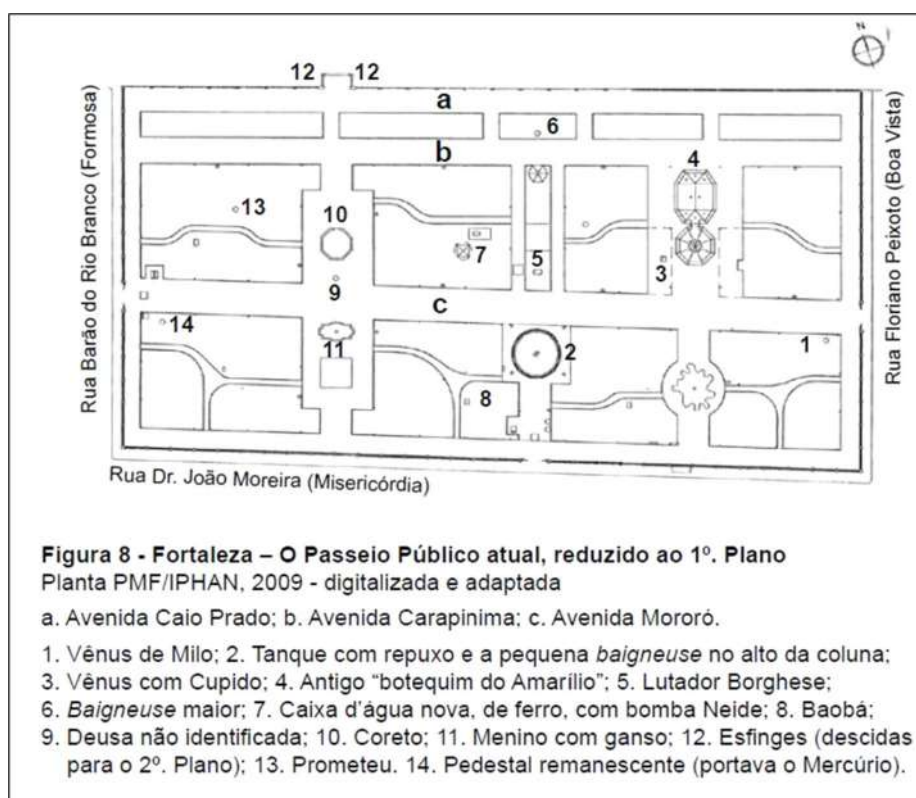 N
12 12
a
6
b
4
13
10
7
5
3
9
c
14
11
2
1
8
Rua Barão do Rio Branco (Formosa)
Rua Floriano Peixoto (Boa Vista)
Rua Dr. João Moreira (Misericórdia)
Figura 8 - Fortaleza – O Passeio Público atual, reduzido ao 1º. Plano
Planta PMF/IPHAN, 2009 - digitalizada e adaptada
a. Avenida Caio Prado; b. Avenida Carapinima; c. Avenida Mororó.
1. Vênus de Milo; 2. Tanque com repuxo e a pequena baigneuse no alto da coluna;
3. Vênus com Cupido; 4. Antigo “botequim do Amarílio”; 5. Lutador Borghese;
6. Baigneuse maior; 7. Caixa d’água nova, de ferro, com bomba Neide; 8. Baobá;
9. Deusa não identificada; 10. Coreto; 11. Menino com ganso; 12. Esfinges (descidas
para o 2º. Plano); 13. Prometeu. 14. Pedestal remanescente (portava o Mercúrio).